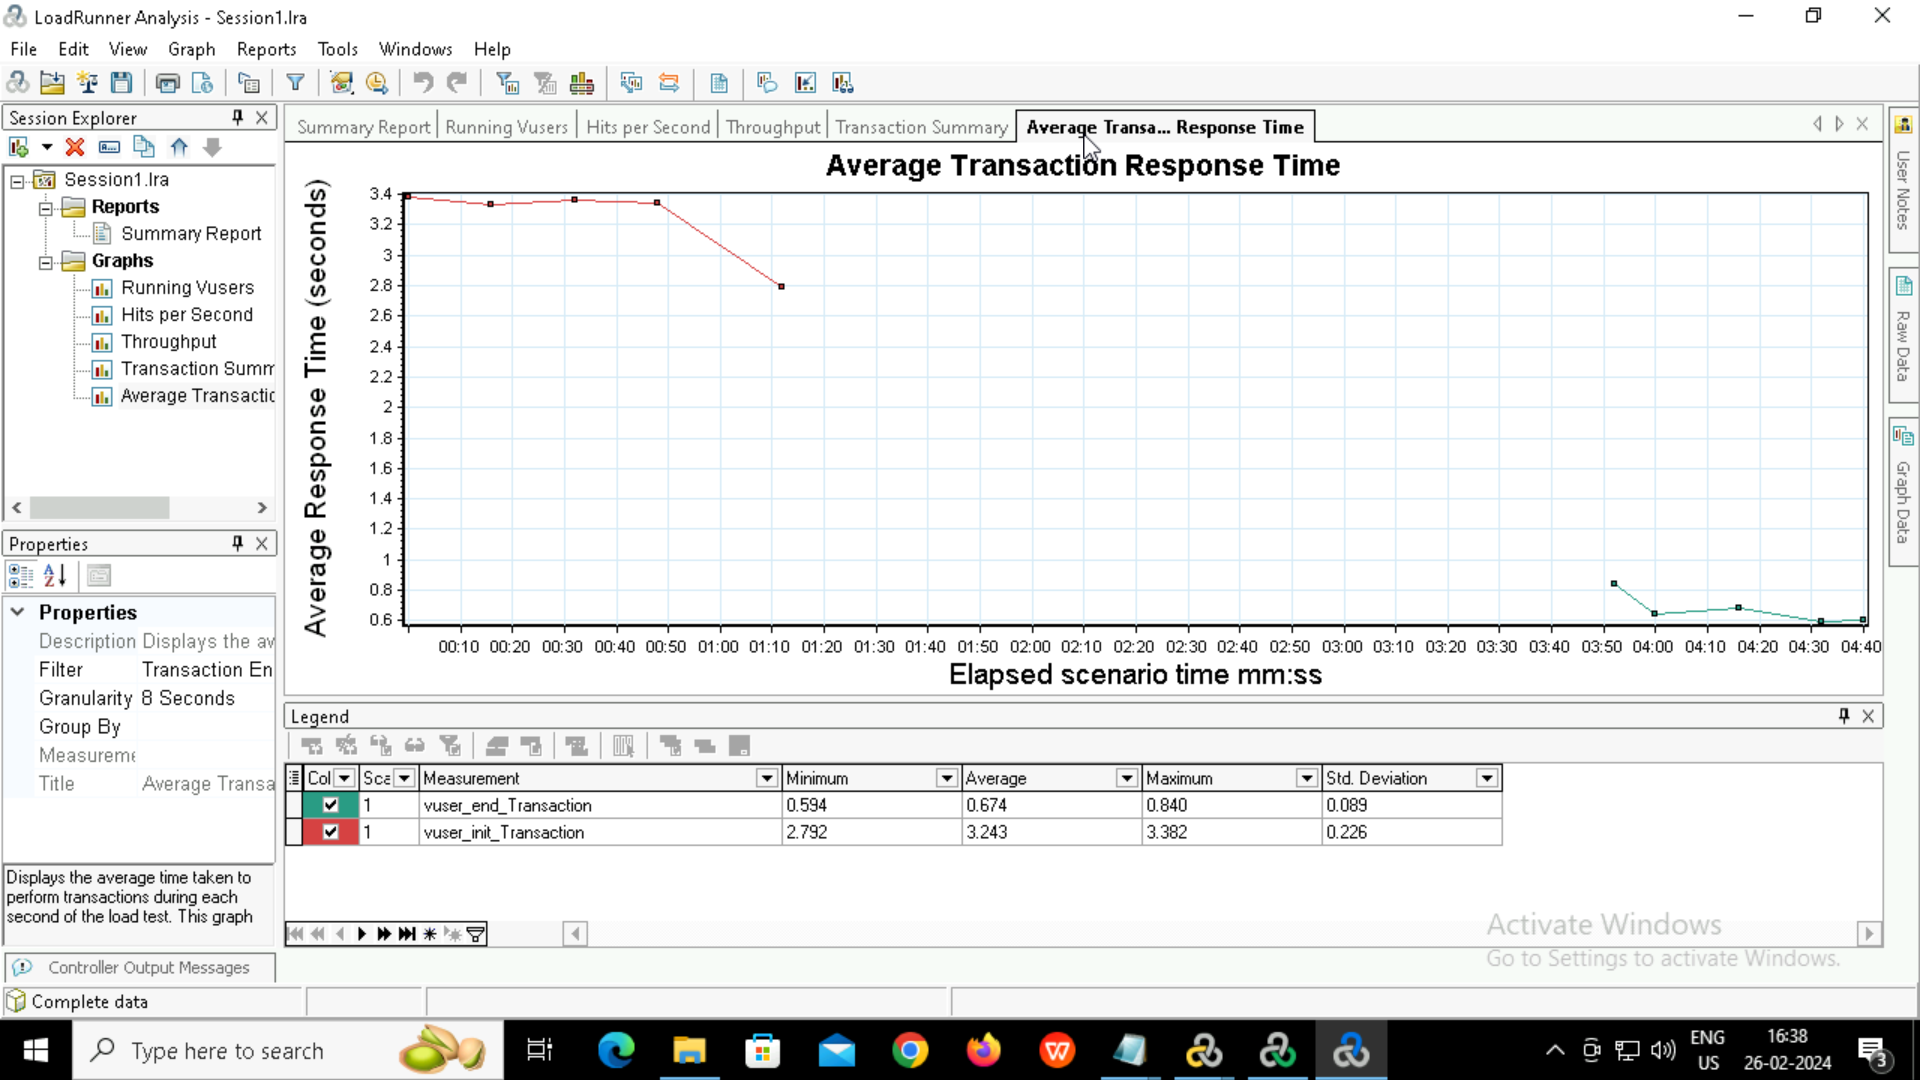 LoadRunner Analysis - Session1.lra
File Edit View Graph Reports Tools Windows Help
Session Explorer
Session1.lra
Reports
Summary Report
Graphs
Running Vusers
Hits per Second
Throughput
Transaction Summ
Average Transactic
Properties
Properties
Description Displays the av
Filter Transaction En
Granularity 8 Seconds
Group By
Measureme
Title Average Transa
Displays the average time taken to
perform transactions during each
second of the load test. This graph
Controller Output Messages
Complete data
Summary Report Running Vusers Hits per Second Throughput Transaction Summary Average Transa... Response Time
Average Transaction Response Time
Average Response Time (seconds)
3.4
3.2
3
2.8
2.6
2.4
2.2
2
1.8
1.6
1.4
1.2
1
0.8
0.6
00:10 00:20 00:30 00:40 00:50 01:00 01:10 01:20 01:30 01:40 01:50 02:00 02:10 02:20 02:30 02:40 02:50 03:00 03:10 03:20 03:30 03:40 03:50 04:00 04:10 04:20 04:30 04:40
Elapsed scenario time mm:ss
Legend
Col Sca Measurement Minimum Average Maximum Std. Deviation
1 vuser_end_Transaction 0.594 0.674 0.840 0.089
1 vuser_init_Transaction 2.792 3.243 3.382 0.226
User Notes
Raw Data
Graph Data
Activate Windows
Go to Settings to activate Windows.
Type here to search
ENG
US
16:38
26-02-2024
3